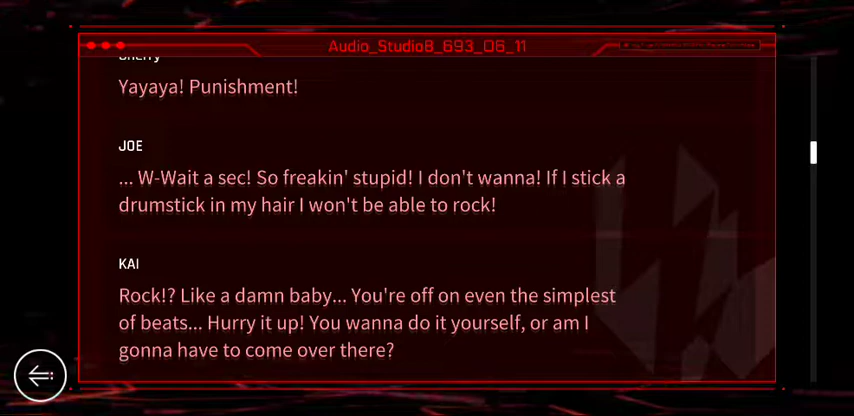 Audio_Studio8_693_06_11
Cherry
Yayaya! Punishment!
JOE
... W-Wait a sec! So freakin' stupid! I don't wanna! If I stick a
drumstick in my hair I won't be able to rock!
KAI
Rock!? Like a damn baby... You're off on even the simplest
of beats... Hurry it up! You wanna do it yourself, or am I
gonna have to come over there?